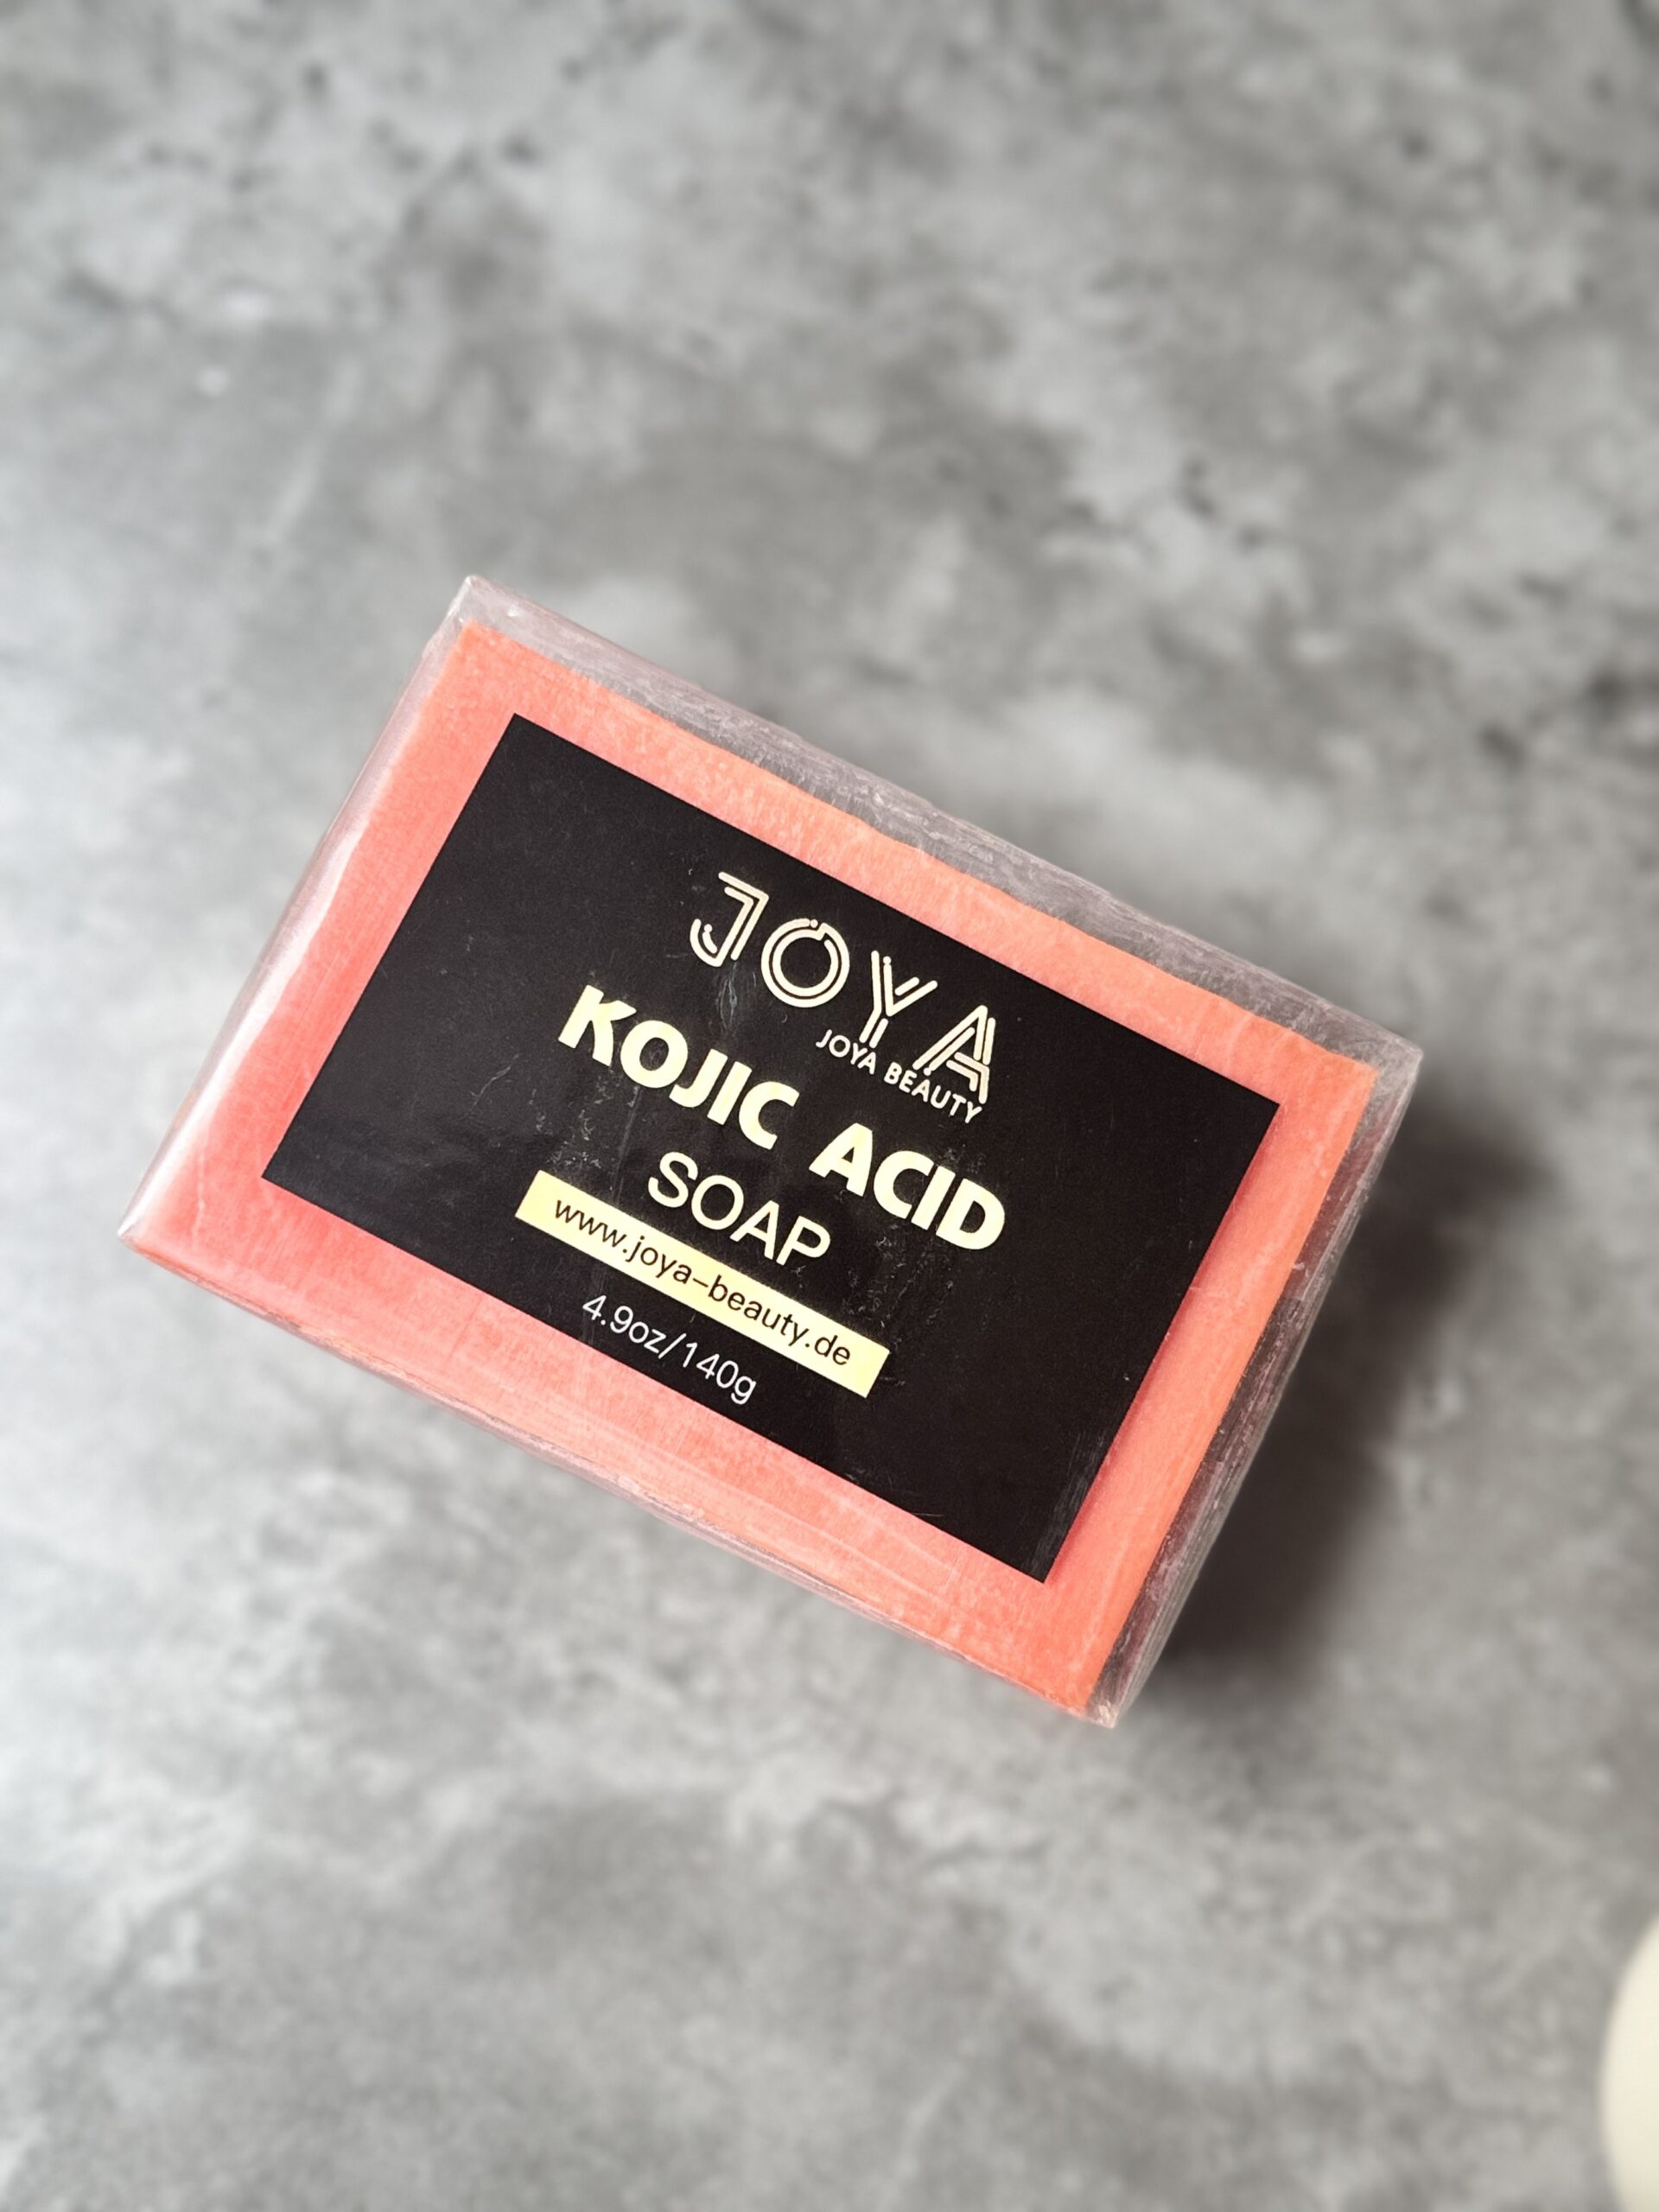 JOYA
JOYA BEAUTY
KOJIC ACID
SOAP
www.joya-beauty.de
4.9oz/140g